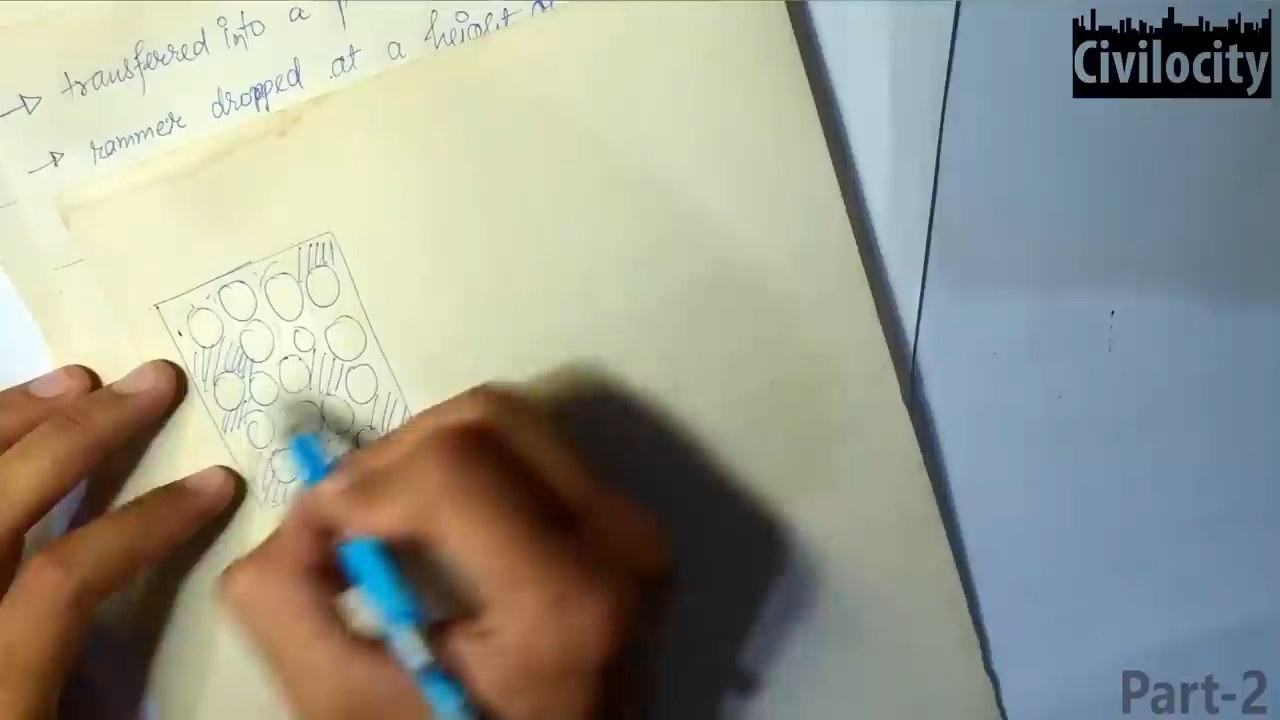 → transferred into a
→ rammer dropped at a height
Civilocity
Part-2